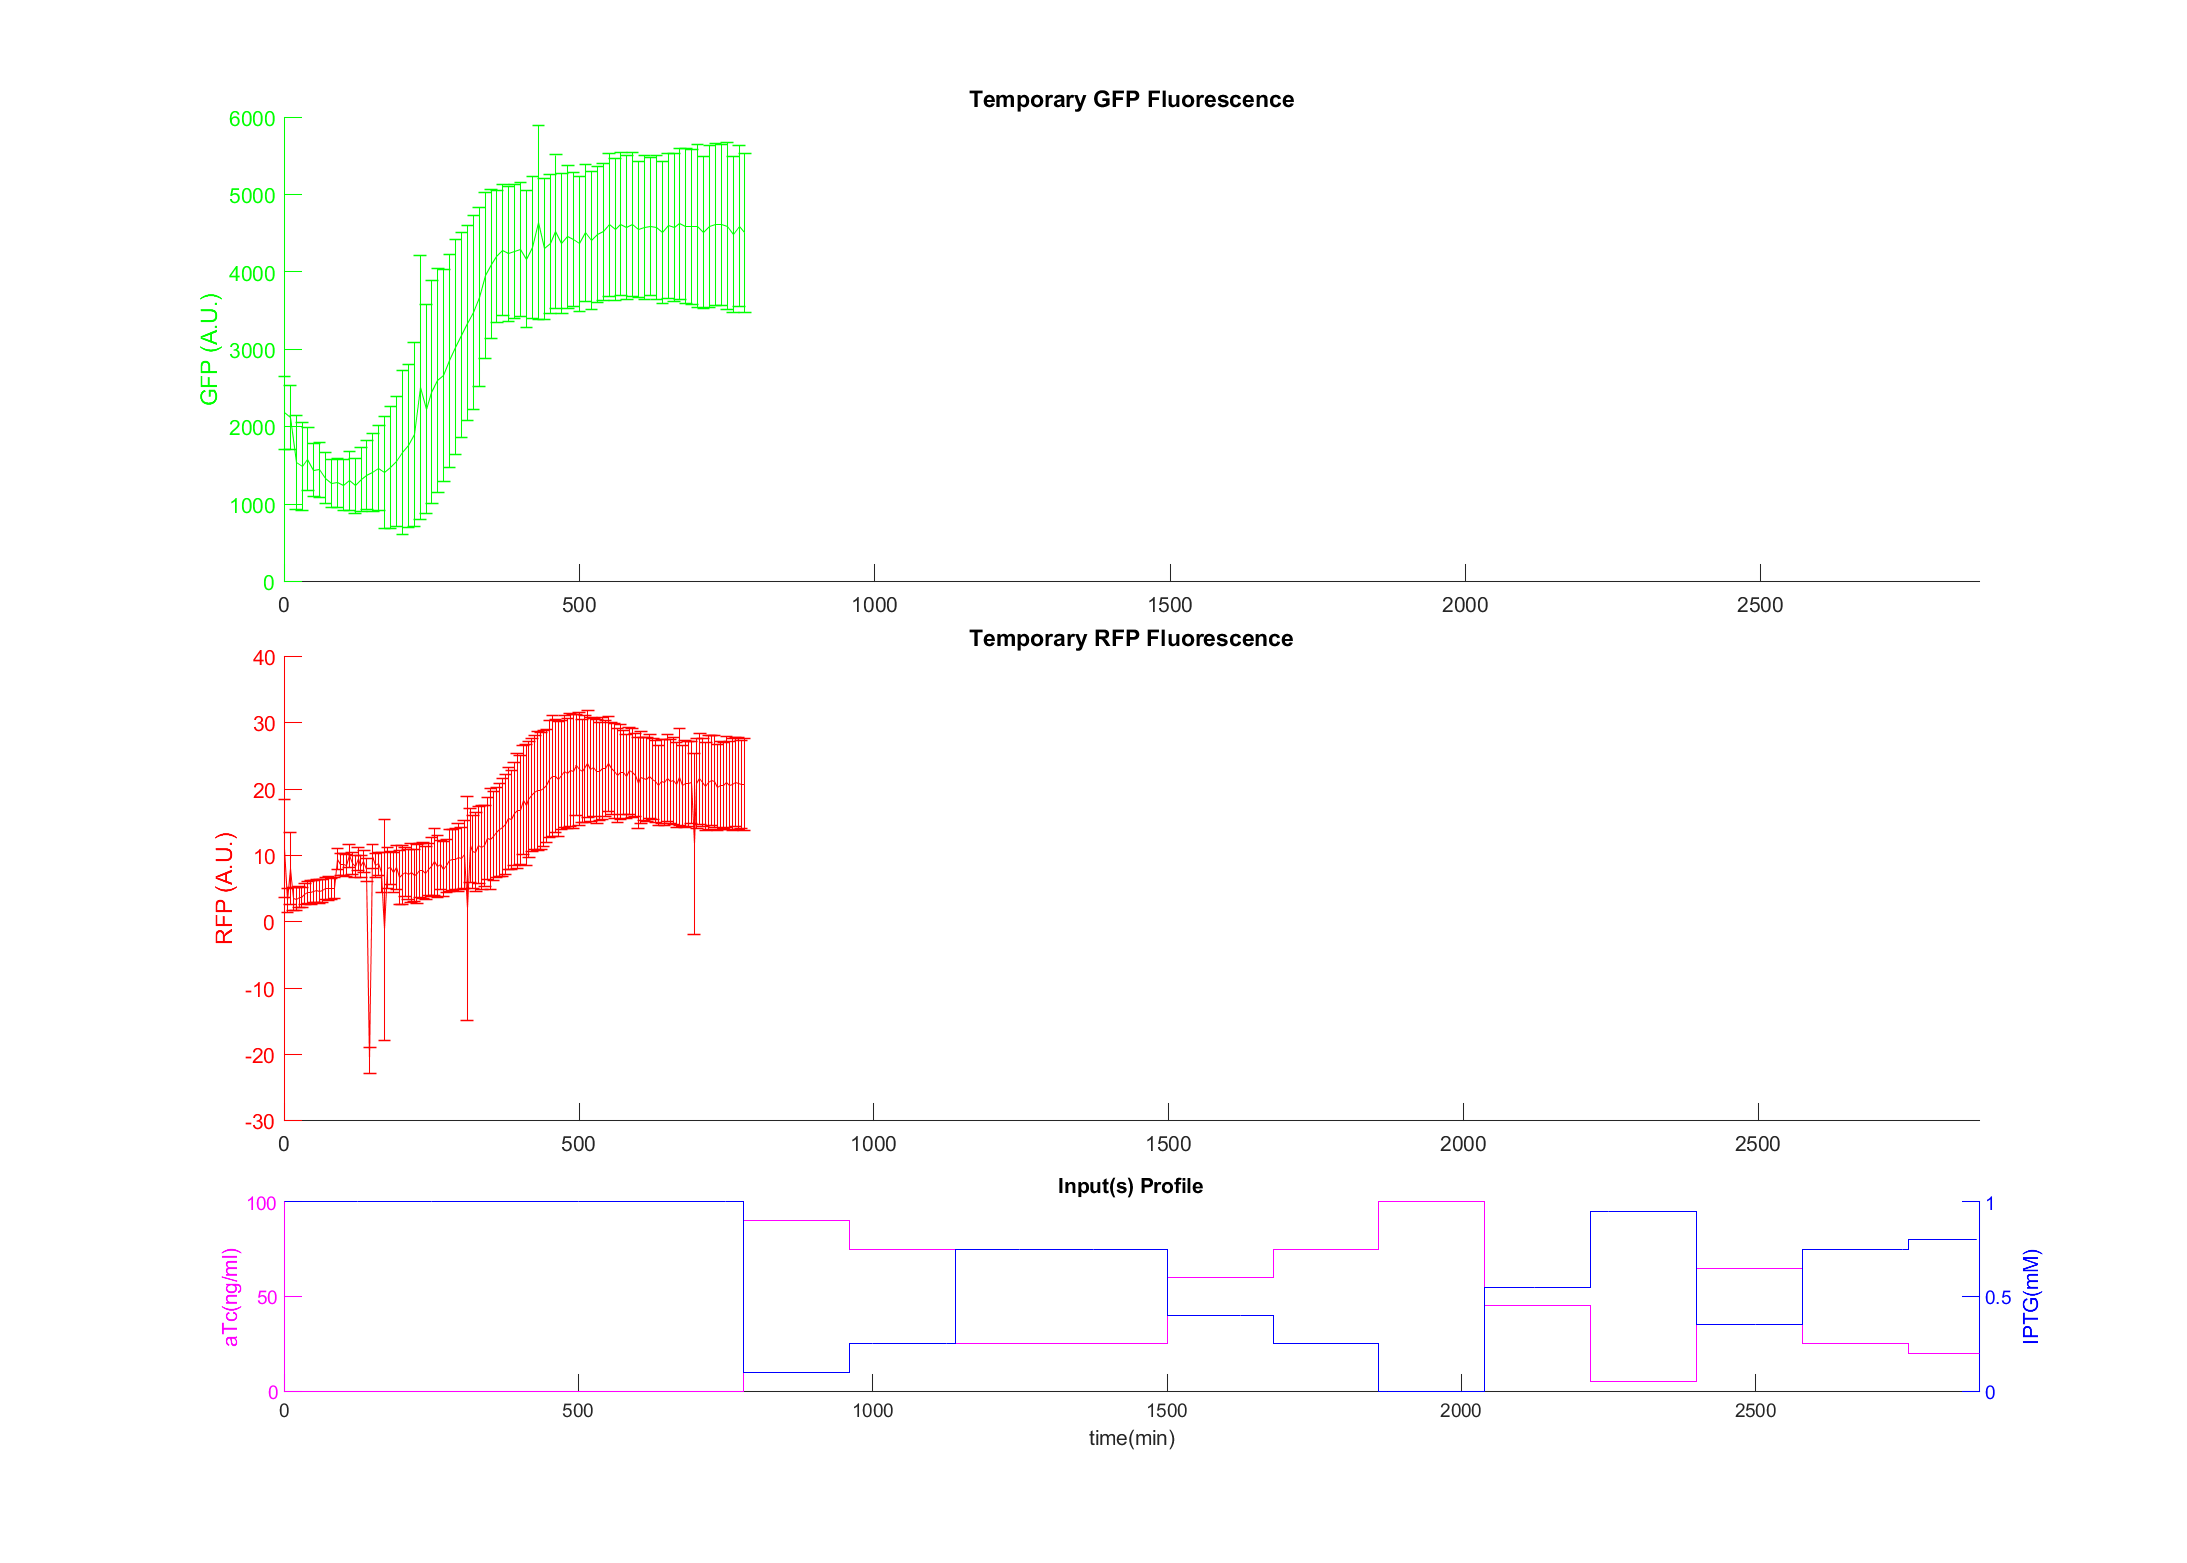 Temporary GFP Fluorescence
6000
5000
4000
3000
2000
1000
0
GFP (A.U.)
0 500 1000 1500 2000 2500
Temporary RFP Fluorescence
40
30
20
10
0
-10
-20
-30
RFP (A.U.)
0 500 1000 1500 2000 2500
Input(s) Profile
100
50
0
aTc(ng/ml)
1
0.5
0
IPTG(mM)
0 500 1000 1500 2000 2500
time(min)